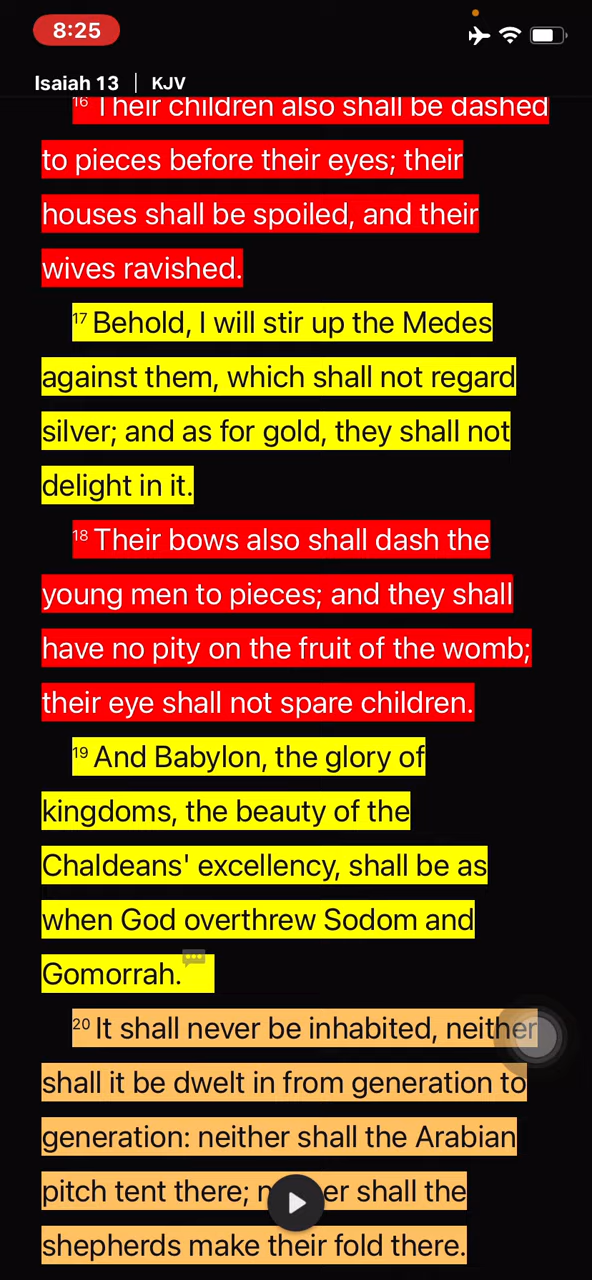 8:25
Isaiah 13 | KJV
16 Their children also shall be dashed
to pieces before their eyes; their
houses shall be spoiled, and their
wives ravished.
17 Behold, I will stir up the Medes
against them, which shall not regard
silver; and as for gold, they shall not
delight in it.
18 Their bows also shall dash the
young men to pieces; and they shall
have no pity on the fruit of the womb;
their eye shall not spare children.
19 And Babylon, the glory of
kingdoms, the beauty of the
Chaldeans' excellency, shall be as
when God overthrew Sodom and
Gomorrah.
20 It shall never be inhabited, neither
shall it be dwelt in from generation to
generation: neither shall the Arabian
pitch tent there; shall the
shepherds make their fold there.